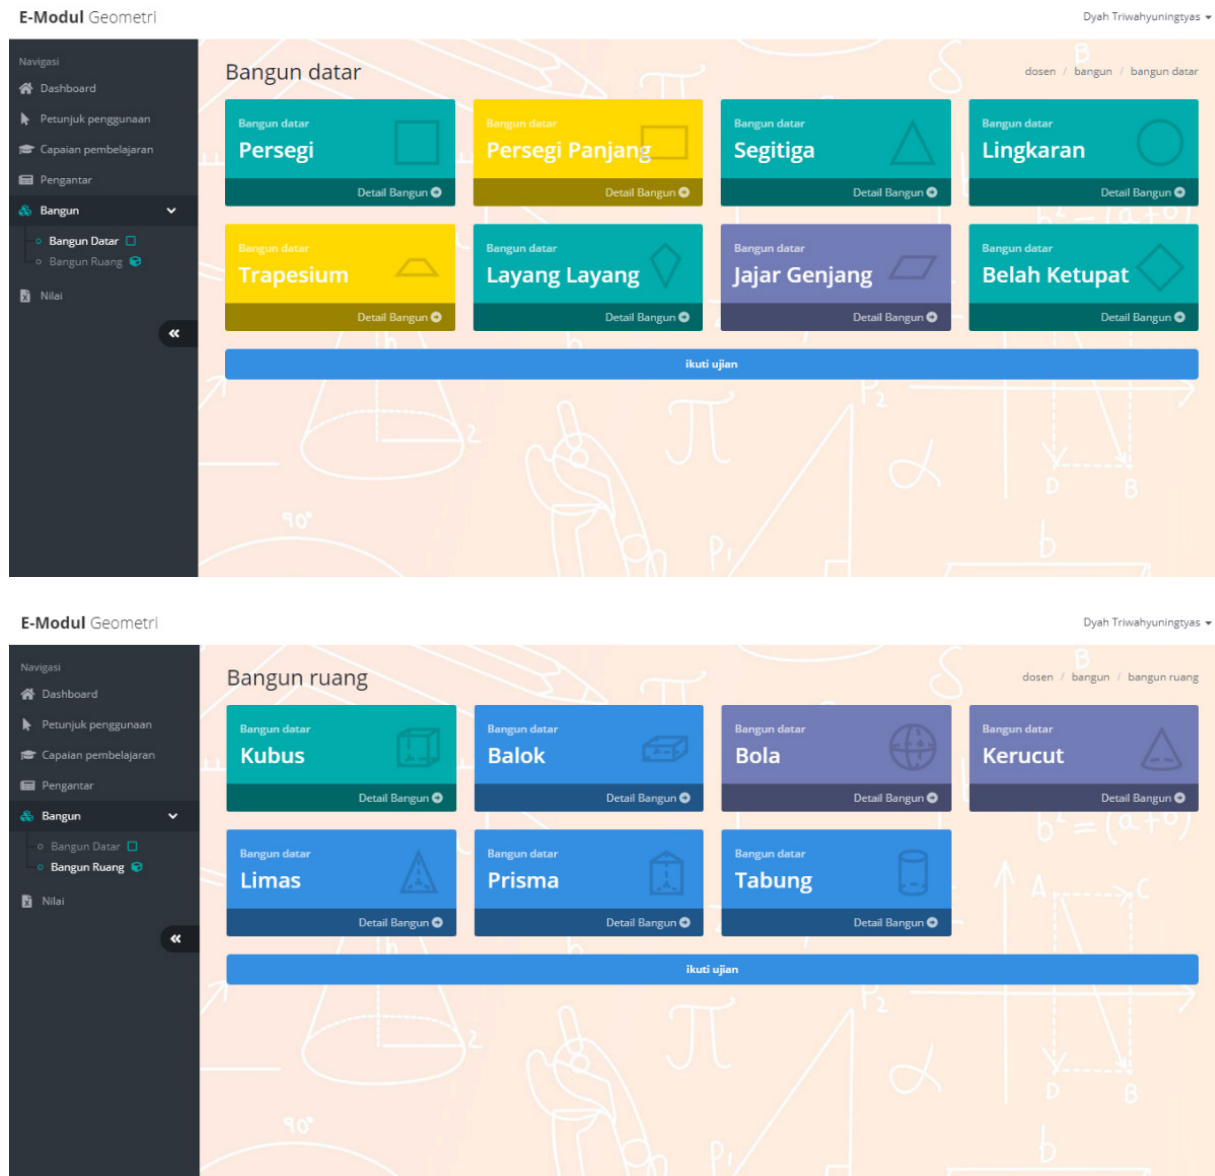 E-Modul Geometri
Dyah Triwahyuningtyas
Navigasi
Dashboard
Petunjuk penggunaan
Capaian pembelajaran
Pengantar
Bangun
Bangun Datar
Bangun Ruang
Nilai
Bangun datar
dosen / bangun / bangun datar
Bangun datar
Persegi
Detail Bangun
Bangun datar
Persegi Panjang
Detail Bangun
Bangun datar
Segitiga
Detail Bangun
Bangun datar
Lingkaran
Detail Bangun
Bangun datar
Trapesium
Detail Bangun
Bangun datar
Layang Layang
Detail Bangun
Bangun datar
Jajar Genjang
Detail Bangun
Bangun datar
Belah Ketupat
Detail Bangun
ikuti ujian
E-Modul Geometri
Dyah Triwahyuningtyas
Navigasi
Dashboard
Petunjuk penggunaan
Capaian pembelajaran
Pengantar
Bangun
Bangun Datar
Bangun Ruang
Nilai
Bangun ruang
dosen / bangun / bangun ruang
Bangun datar
Kubus
Detail Bangun
Bangun datar
Balok
Detail Bangun
Bangun datar
Bola
Detail Bangun
Bangun datar
Kerucut
Detail Bangun
Bangun datar
Limas
Detail Bangun
Bangun datar
Prisma
Detail Bangun
Bangun datar
Tabung
Detail Bangun
ikuti ujian